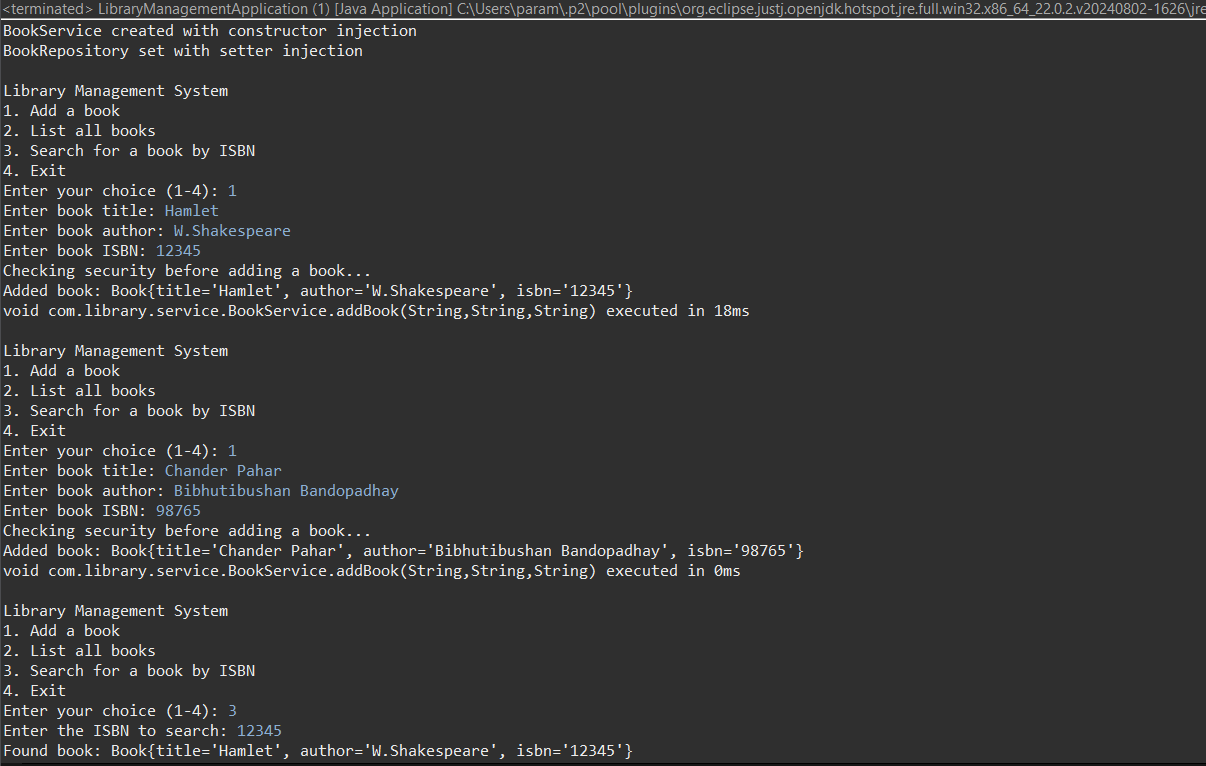 <terminated> LibraryManagementApplication (1) [Java Application] C:\Users\param\.p2\pool\plugins\org.eclipse.justj.openjdk.hotspot.jre.full.win32.x86_64_22.0.2.v20240802-1626\jre
BookService created with constructor injection
BookRepository set with setter injection

Library Management System
1. Add a book
2. List all books
3. Search for a book by ISBN
4. Exit
Enter your choice (1-4): 1
Enter book title: Hamlet
Enter book author: W.Shakespeare
Enter book ISBN: 12345
Checking security before adding a book...
Added book: Book{title='Hamlet', author='W.Shakespeare', isbn='12345'}
void com.library.service.BookService.addBook(String,String,String) executed in 18ms

Library Management System
1. Add a book
2. List all books
3. Search for a book by ISBN
4. Exit
Enter your choice (1-4): 1
Enter book title: Chander Pahar
Enter book author: Bibhutibushan Bandopadhay
Enter book ISBN: 98765
Checking security before adding a book...
Added book: Book{title='Chander Pahar', author='Bibhutibushan Bandopadhay', isbn='98765'}
void com.library.service.BookService.addBook(String,String,String) executed in 0ms

Library Management System
1. Add a book
2. List all books
3. Search for a book by ISBN
4. Exit
Enter your choice (1-4): 3
Enter the ISBN to search: 12345
Found book: Book{title='Hamlet', author='W.Shakespeare', isbn='12345'}